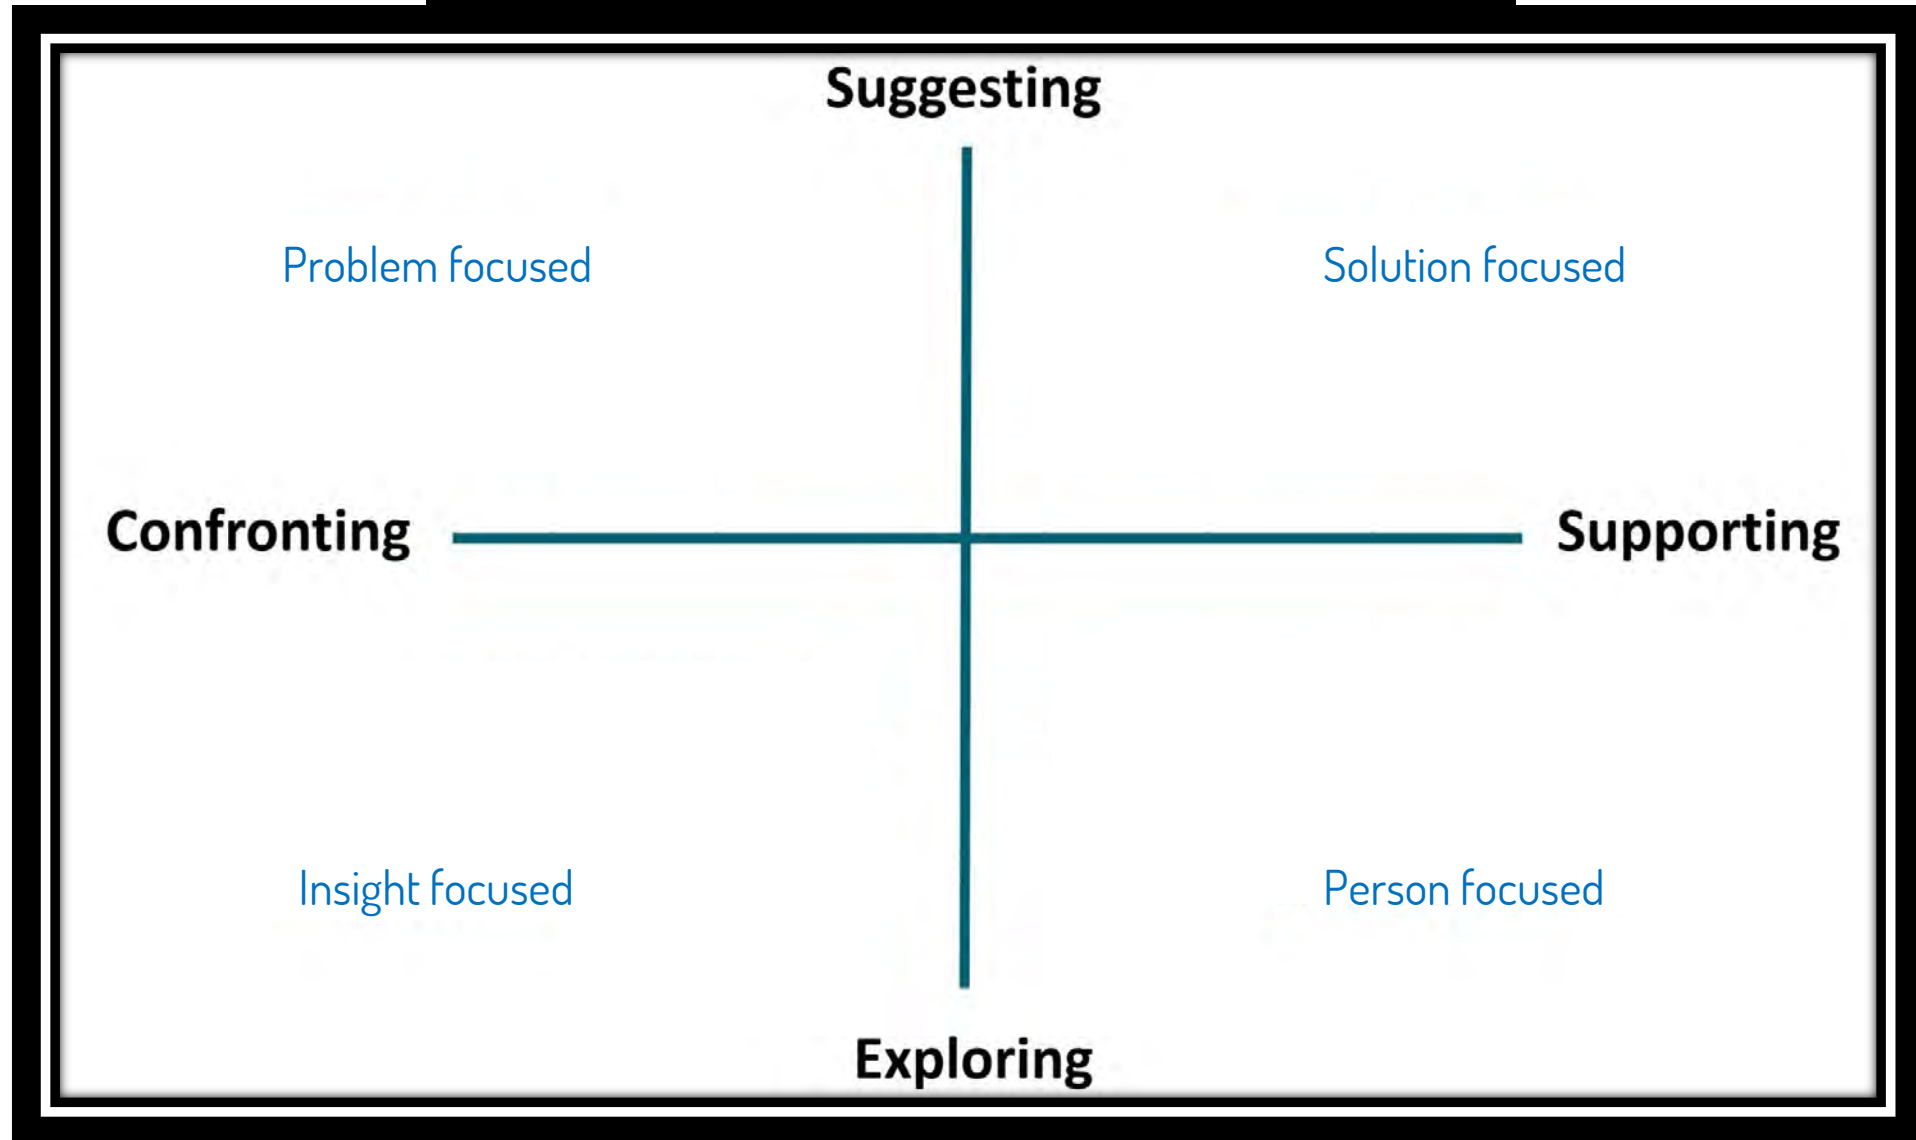 Suggesting
Problem focused
Solution focused
Confronting
Supporting
Insight focused
Person focused
Exploring